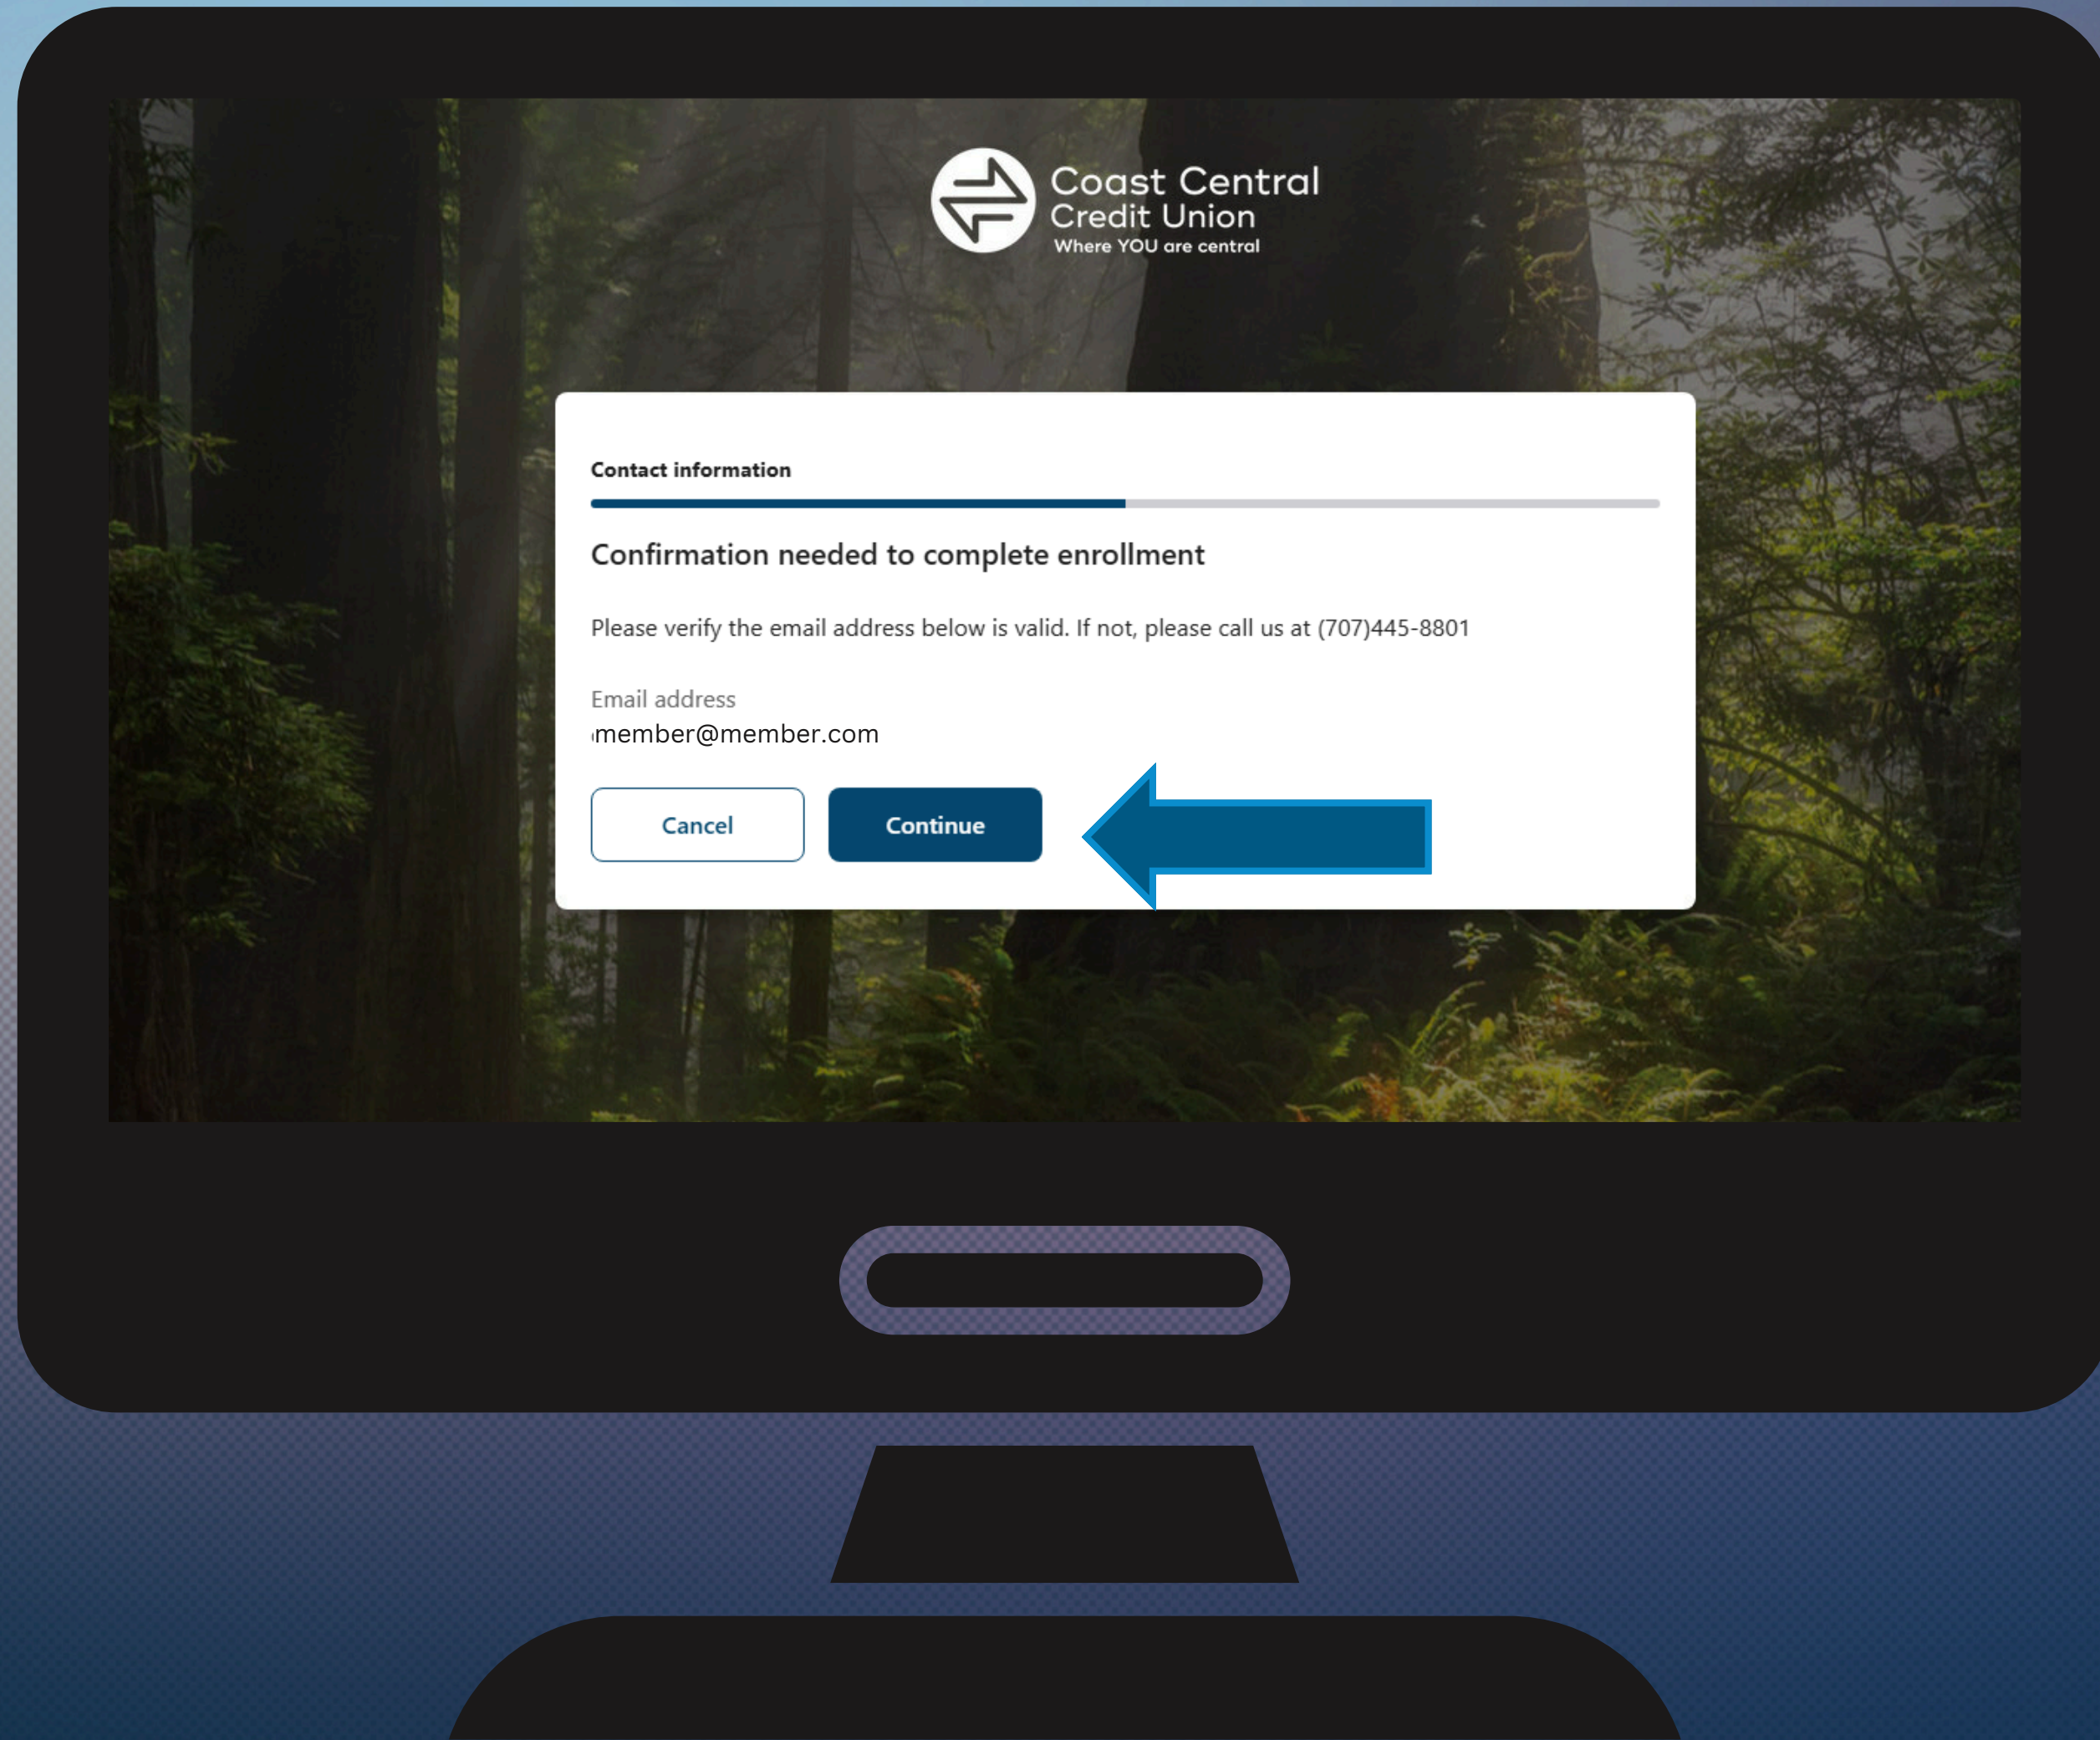 Coast Central
Credit Union
Where YOU are central
Contact information
Confirmation needed to complete enrollment
Please verify the email address below is valid. If not, please call us at (707)445-8801
Email address
member@member.com
Cancel
Continue